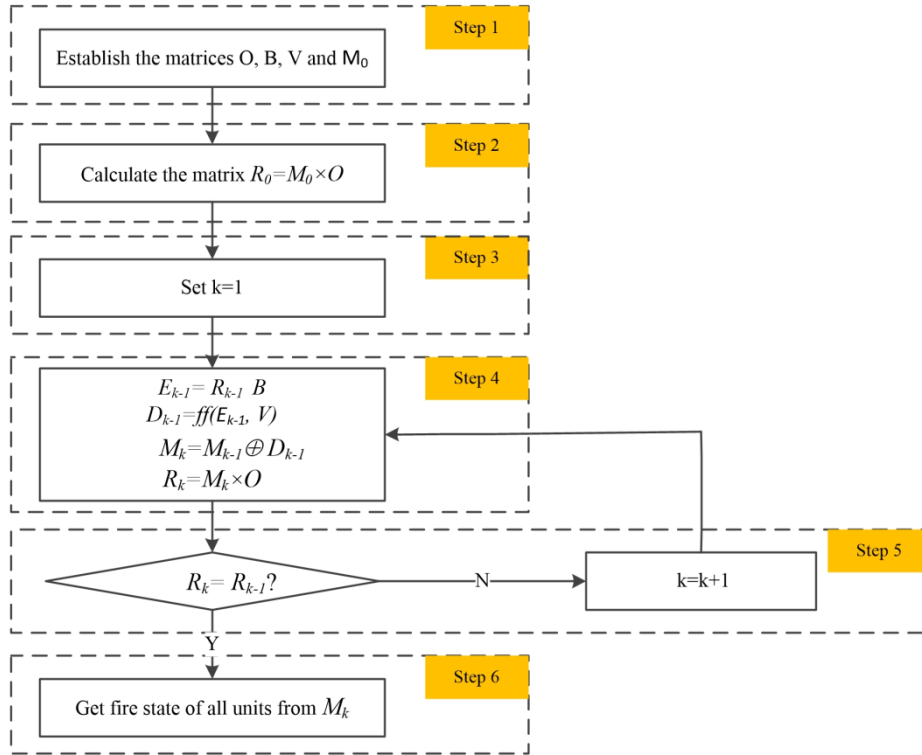 Step 1
Establish the matrices O, B, V and M₀
Step 2
Calculate the matrix R₀=M₀×O
Step 3
Set k=1
Step 4
Eₖ₋₁= Rₖ₋₁ B
Dₖ₋₁=ff(Eₖ₋₁, V)
Mₖ=Mₖ₋₁⊕Dₖ₋₁
Rₖ=Mₖ×O
Step 5
Rₖ= Rₖ₋₁?
N
k=k+1
Y
Step 6
Get fire state of all units from Mₖ